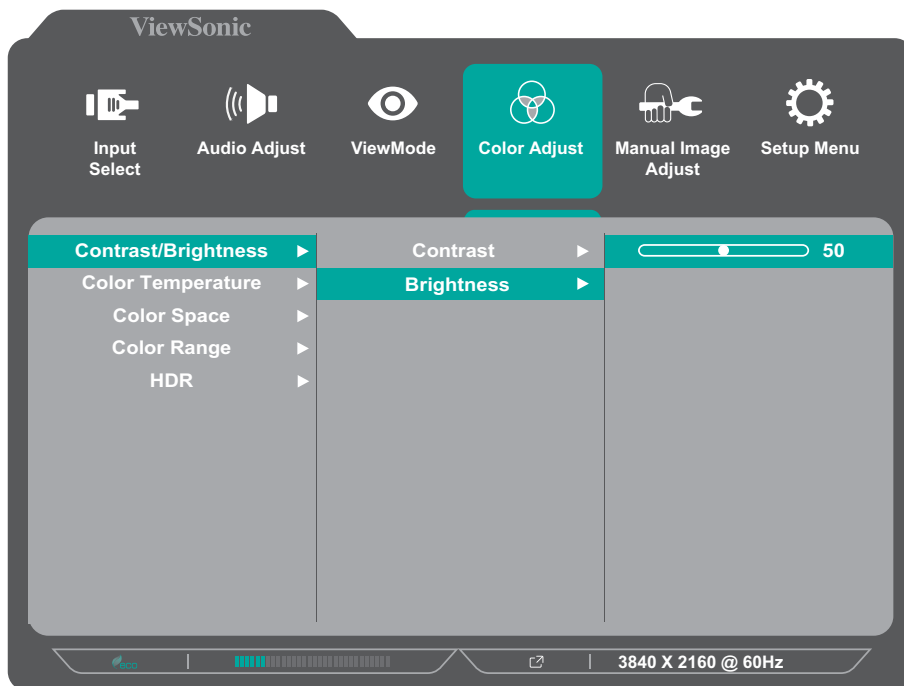 ViewSonic
Input
Select
Audio Adjust
ViewMode
Color Adjust
Manual Image
Adjust
Setup Menu
Contrast/Brightness
Contrast
50
Color Temperature
Brightness
Color Space
Color Range
HDR
eco
3840 X 2160 @ 60Hz